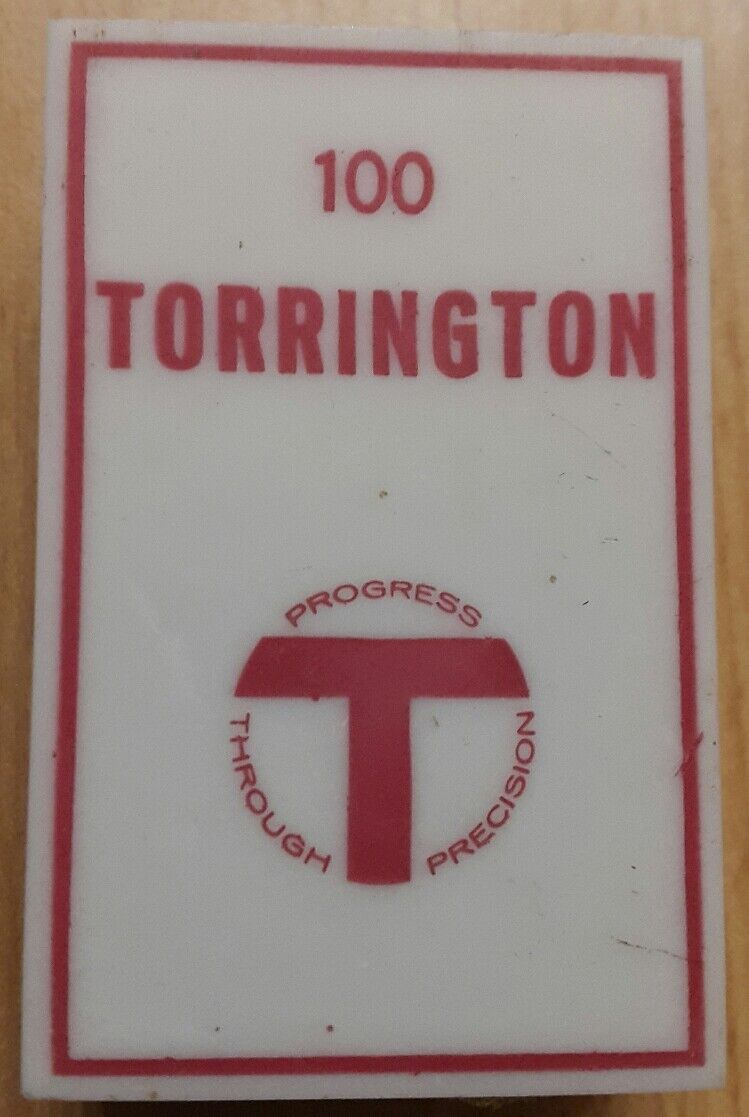 100
TORRINGTON
PROGRESS
T
THROUGH
PRECISION